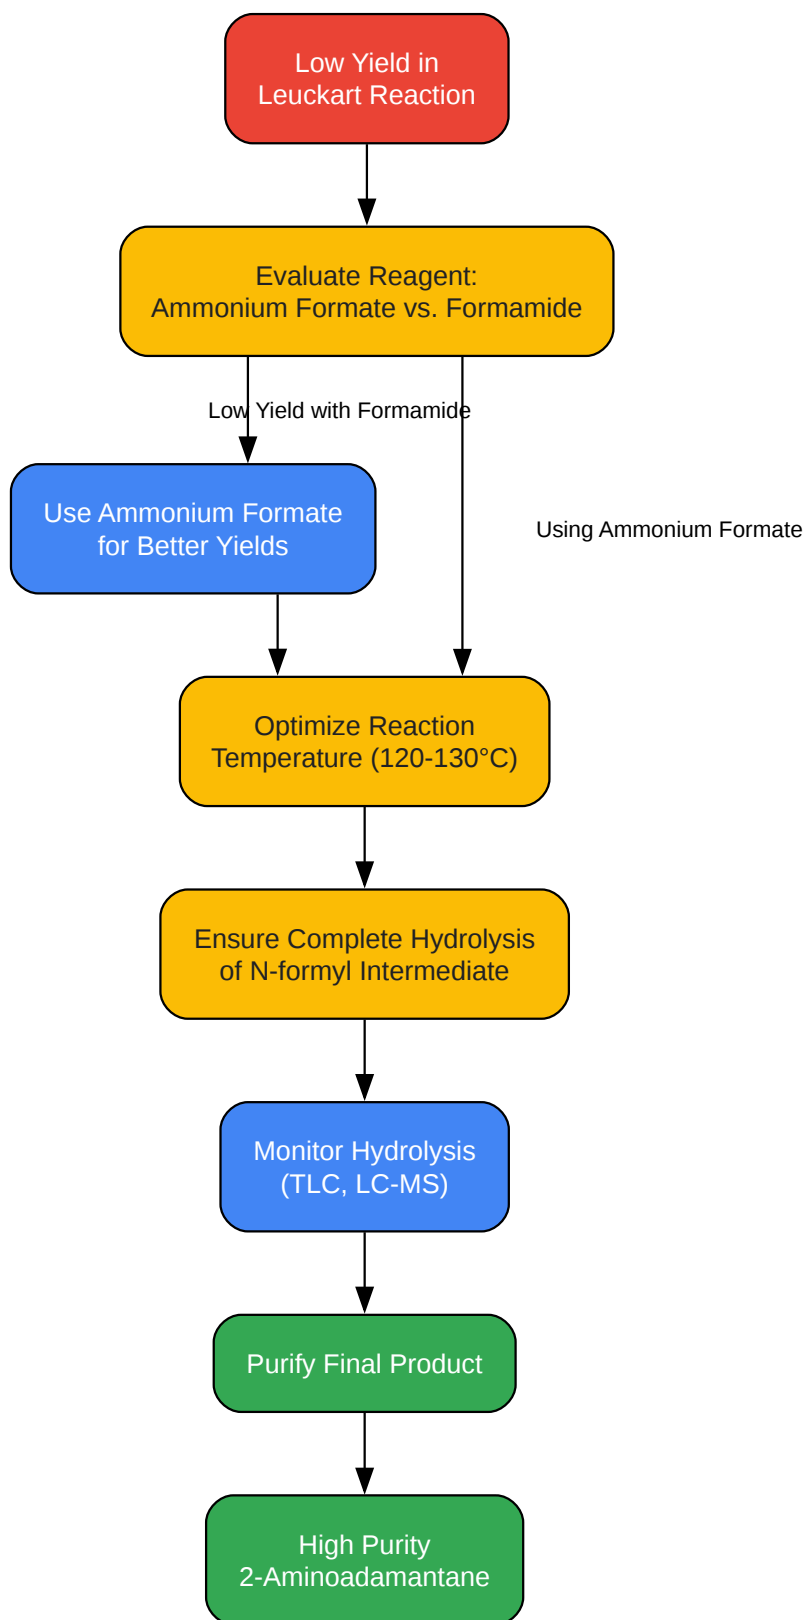 Low Yield in
Leuckart Reaction
Evaluate Reagent:
Ammonium Formate vs. Formamide
Low Yield with Formamide
Use Ammonium Formate
for Better Yields
Using Ammonium Formate
Optimize Reaction
Temperature (120-130°C)
Ensure Complete Hydrolysis
of N-formyl Intermediate
Monitor Hydrolysis
(TLC, LC-MS)
Purify Final Product
High Purity
2-Aminoadamantane